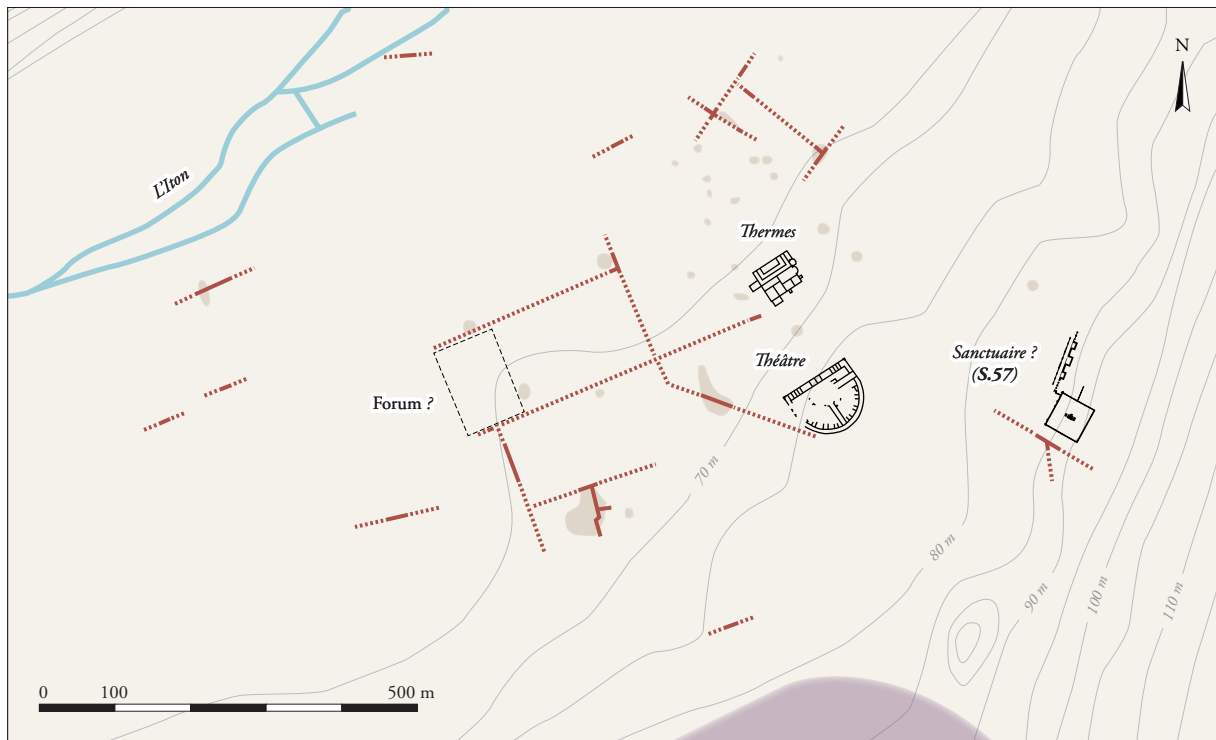 N
L'Iton
Thermes
Théâtre
Sanctuaire ?
(S.57)
Forum ?
70 m
80 m
90 m
100 m
110 m
0 100 500 m